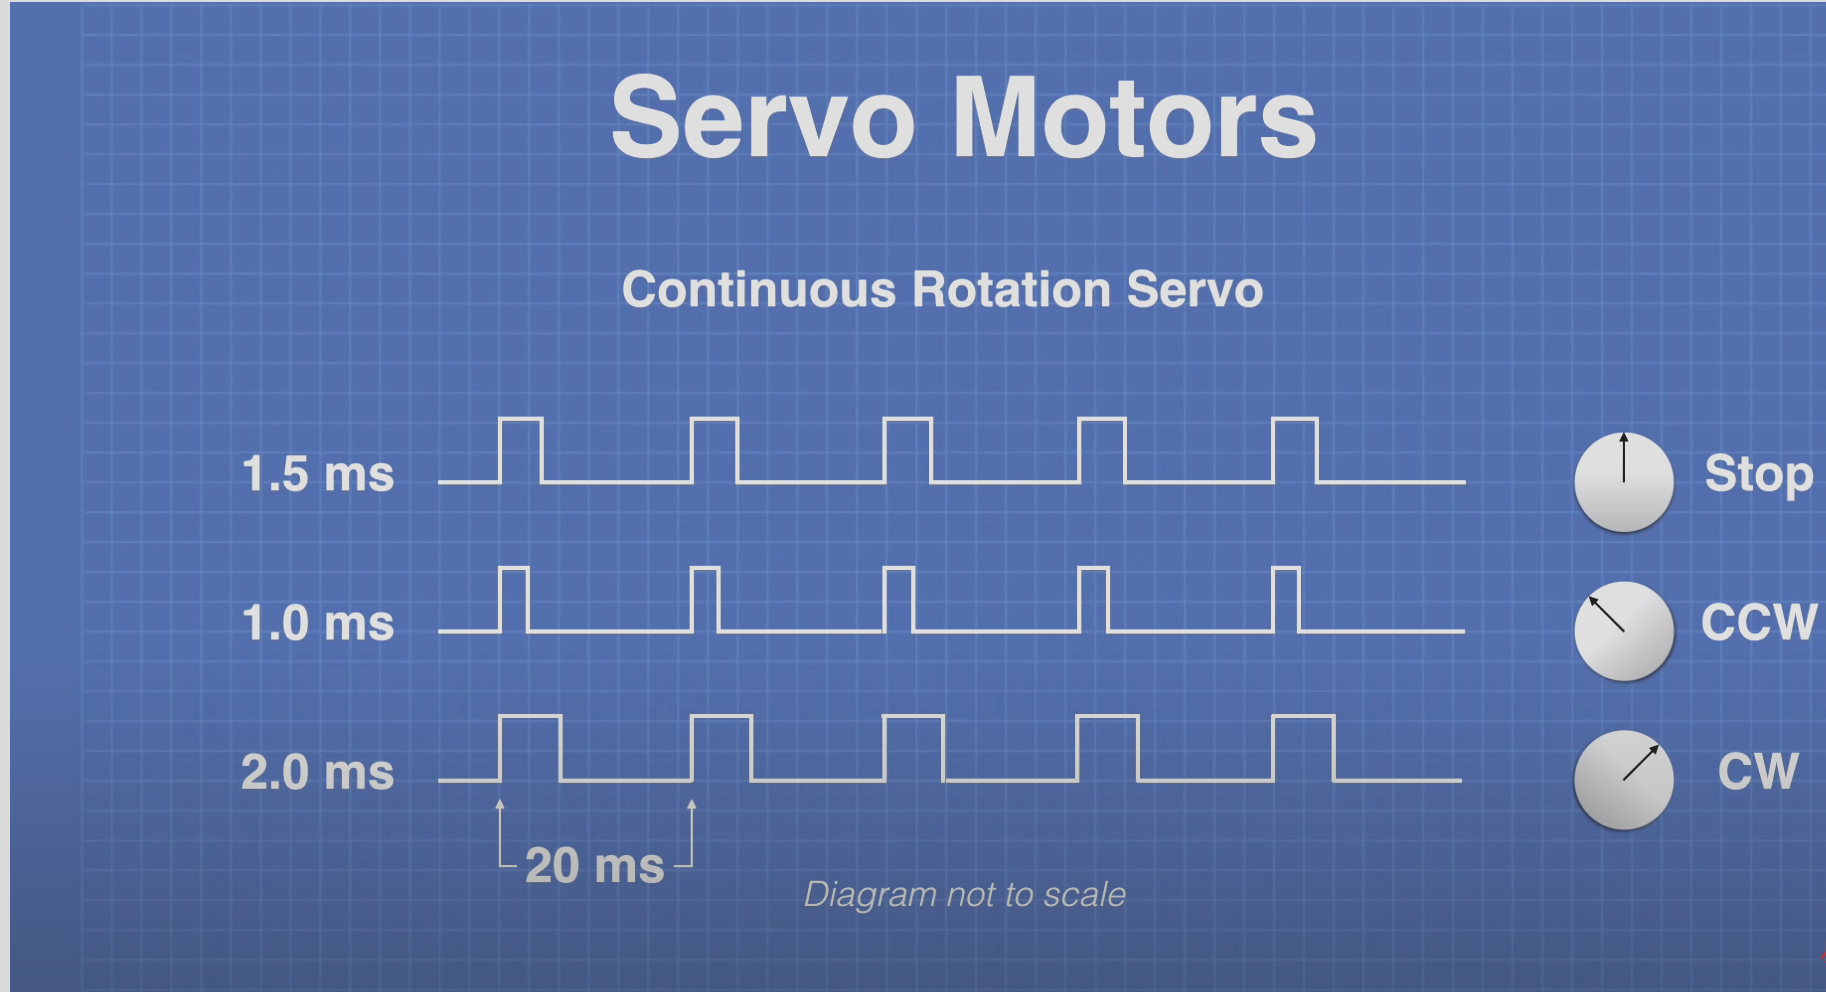 Servo Motors
Continuous Rotation Servo
1.5 ms
Stop
1.0 ms
CCW
2.0 ms
CW
20 ms
Diagram not to scale